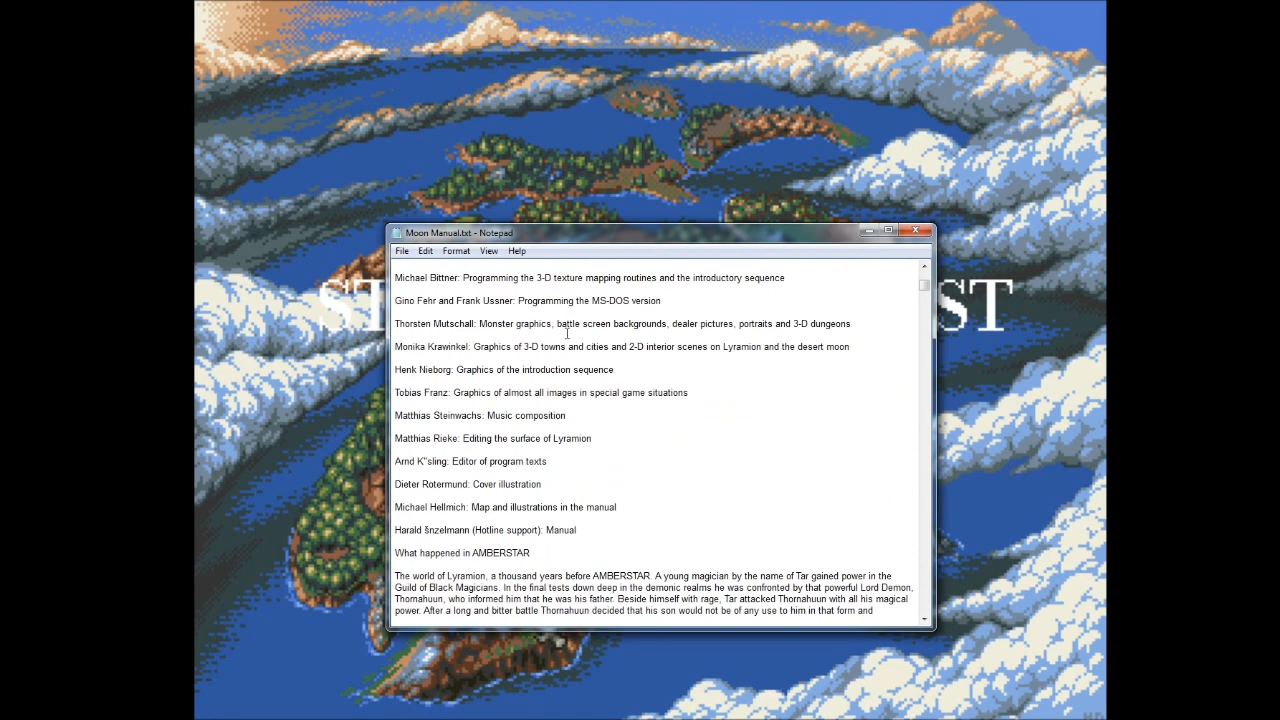 Moon Manual.txt - Notepad
File Edit Format View Help
Michael Bittner: Programming the 3-D texture mapping routines and the introductory sequence
Gino Fehr and Frank Ussner: Programming the MS-DOS version
ST
ST
Thorsten Mutschall: Monster graphics, battle screen backgrounds, dealer pictures, portraits and 3-D dungeons
Monika Krawinkel: Graphics of 3-D towns and cities and 2-D interior scenes on Lyramion and the desert moon
Henk Nieborg: Graphics of the introduction sequence
Tobias Franz: Graphics of almost all images in special game situations
Matthias Steinwachs: Music composition
Matthias Rieke: Editing the surface of Lyramion
Arnd K"sling: Editor of program texts
Dieter Rotermund: Cover illustration
Michael Hellmich: Map and illustrations in the manual
Harald šnzelmann (Hotline support): Manual
What happened in AMBERSTAR
The world of Lyramion, a thousand years before AMBERSTAR. A young magician by the name of Tar gained power in the
Guild of Black Magicians. In the final tests down deep in the demonic realms he was confronted by that powerful Lord Demon,
Thornahuun, who informed him that he was his father. Beside himself with rage, Tar attacked Thornahuun with all his magical
power. After a long and bitter battle Thornahuun decided that his son would not be of any use to him in that form and